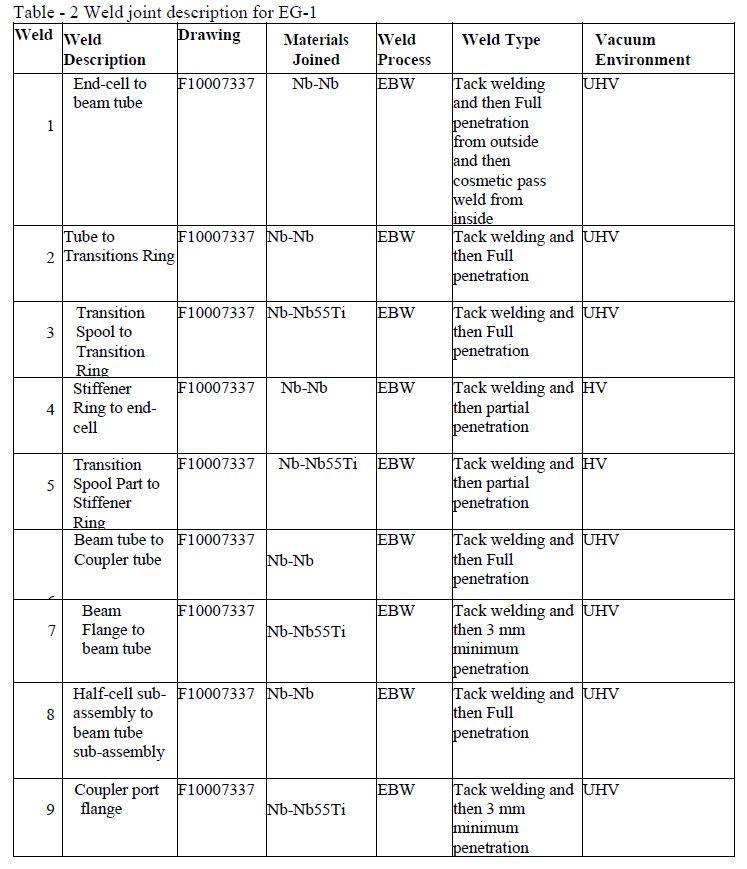 Table - 2 Weld joint description for EG-1
Weld Weld Description Drawing Materials Joined Weld Process Weld Type Vacuum Environment
1 End-cell to beam tube F10007337 Nb-Nb EBW Tack welding and then Full penetration from outside and then cosmetic pass weld from inside UHV
2 Tube to Transitions Ring F10007337 Nb-Nb EBW Tack welding and then Full penetration UHV
3 Transition Spool to Transition Ring F10007337 Nb-Nb55Ti EBW Tack welding and then Full penetration UHV
4 Stiffener Ring to end-cell F10007337 Nb-Nb EBW Tack welding and then partial penetration HV
5 Transition Spool Part to Stiffener Ring F10007337 Nb-Nb55Ti EBW Tack welding and then partial penetration HV
Beam tube to Coupler tube F10007337 Nb-Nb EBW Tack welding and then Full penetration UHV
7 Beam Flange to beam tube F10007337 Nb-Nb55Ti EBW Tack welding and then 3 mm minimum penetration UHV
8 Half-cell sub-assembly to beam tube sub-assembly F10007337 Nb-Nb EBW Tack welding and then Full penetration UHV
9 Coupler port flange F10007337 Nb-Nb55Ti EBW Tack welding and then 3 mm minimum penetration UHV